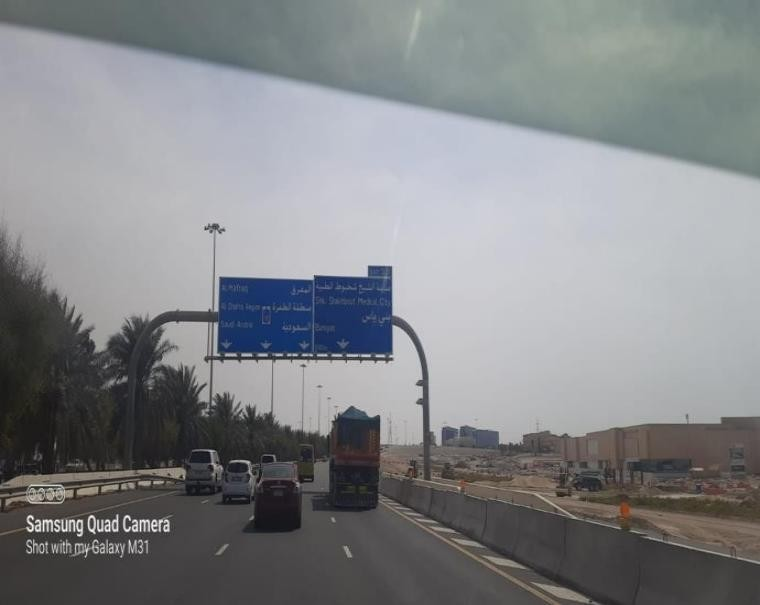 Al Mafraq المفرق
Al Dhafra Region منطقة الظفرة
Saudi Arabia السعودية
مدينة الشيخ شخبوط الطبية
Shk. Shakhbout Medical City
بني ياس
Baniyas
Samsung Quad Camera
Shot with my Galaxy M31